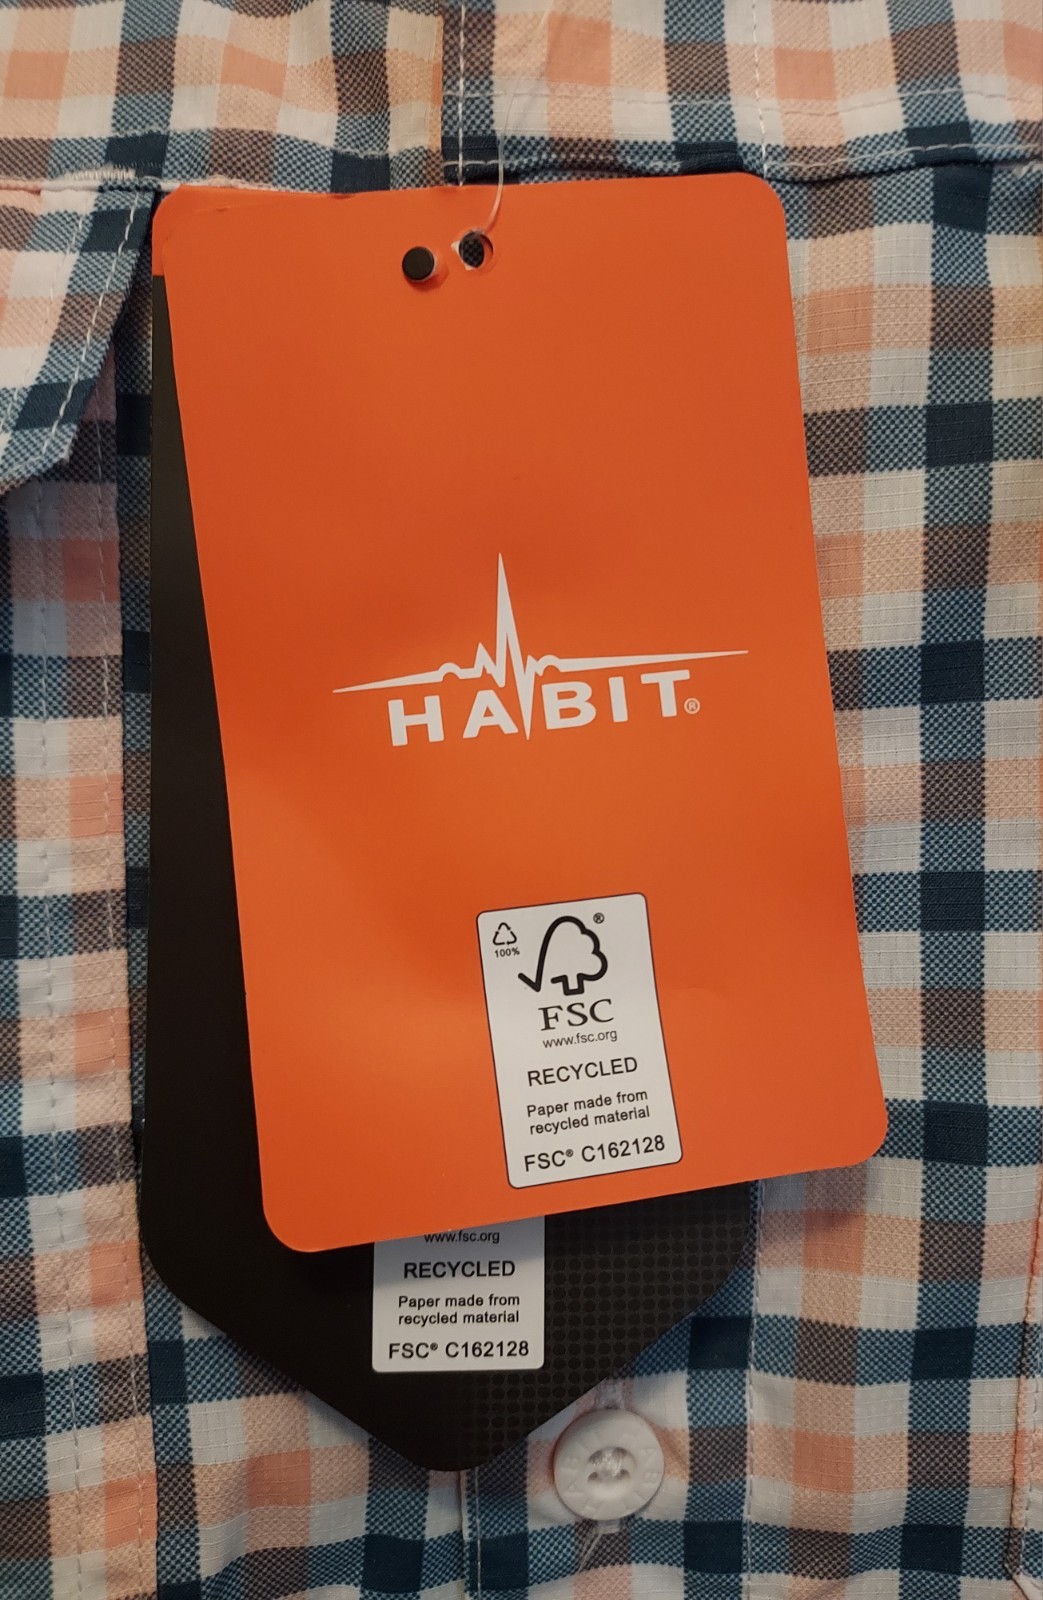 HABIT®
100%
®
FSC
www.fsc.org
RECYCLED
Paper made from
recycled material
FSC® C162128
www.fsc.org
RECYCLED
Paper made from
recycled material
FSC® C162128